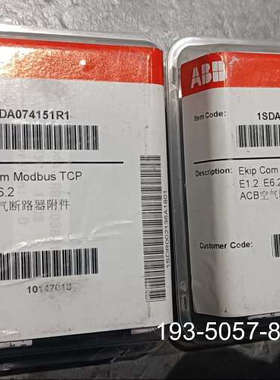 DA074151R1
m Modbus TCP
6.2
气断路器附件
10147018
ABB
Item Code:
1SDA
Description:
Ekip Com
E1.2..E6.2
ACB空气
Customer Code:
193-5057-8